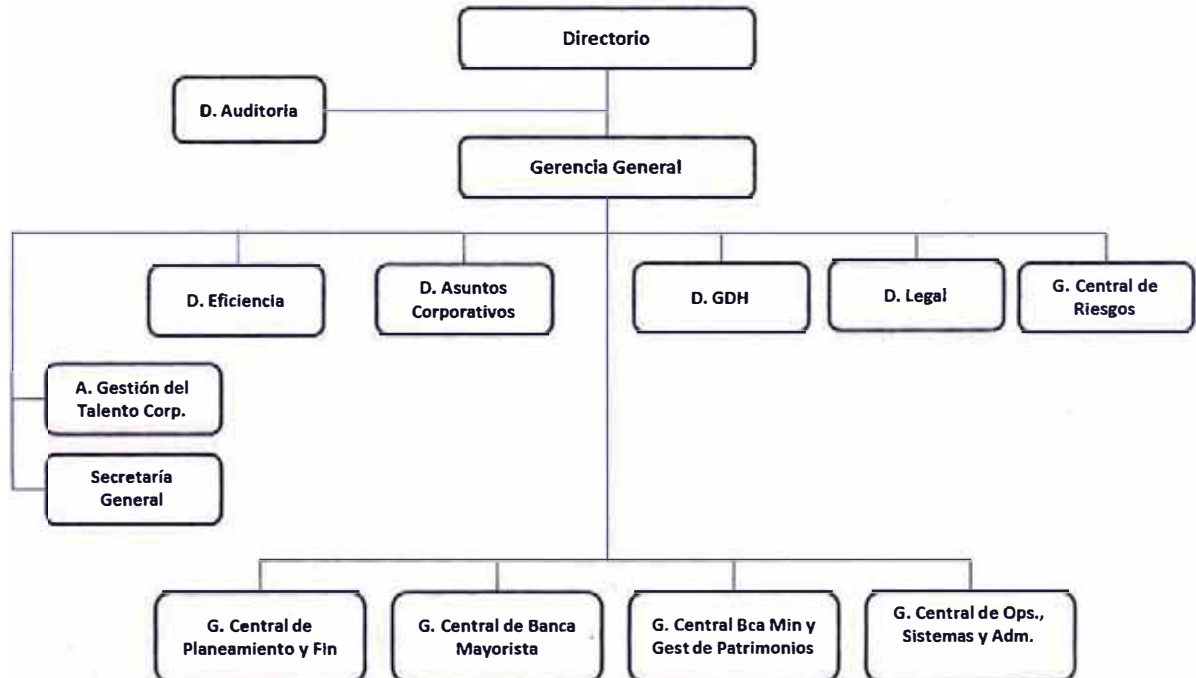 Directorio
D. Auditoria
Gerencia General
D. Eficiencia
D. Asuntos
Corporativos
D. GDH
D. Legal
G. Central de
Riesgos
A. Gestión del
Talento Corp.
Secretaría
General
G. Central de
Planeamiento y Fin
G. Central de Banca
Mayorista
G. Central Bca Min y
Gest de Patrimonios
G. Central de Ops.,
Sistemas y Adm.